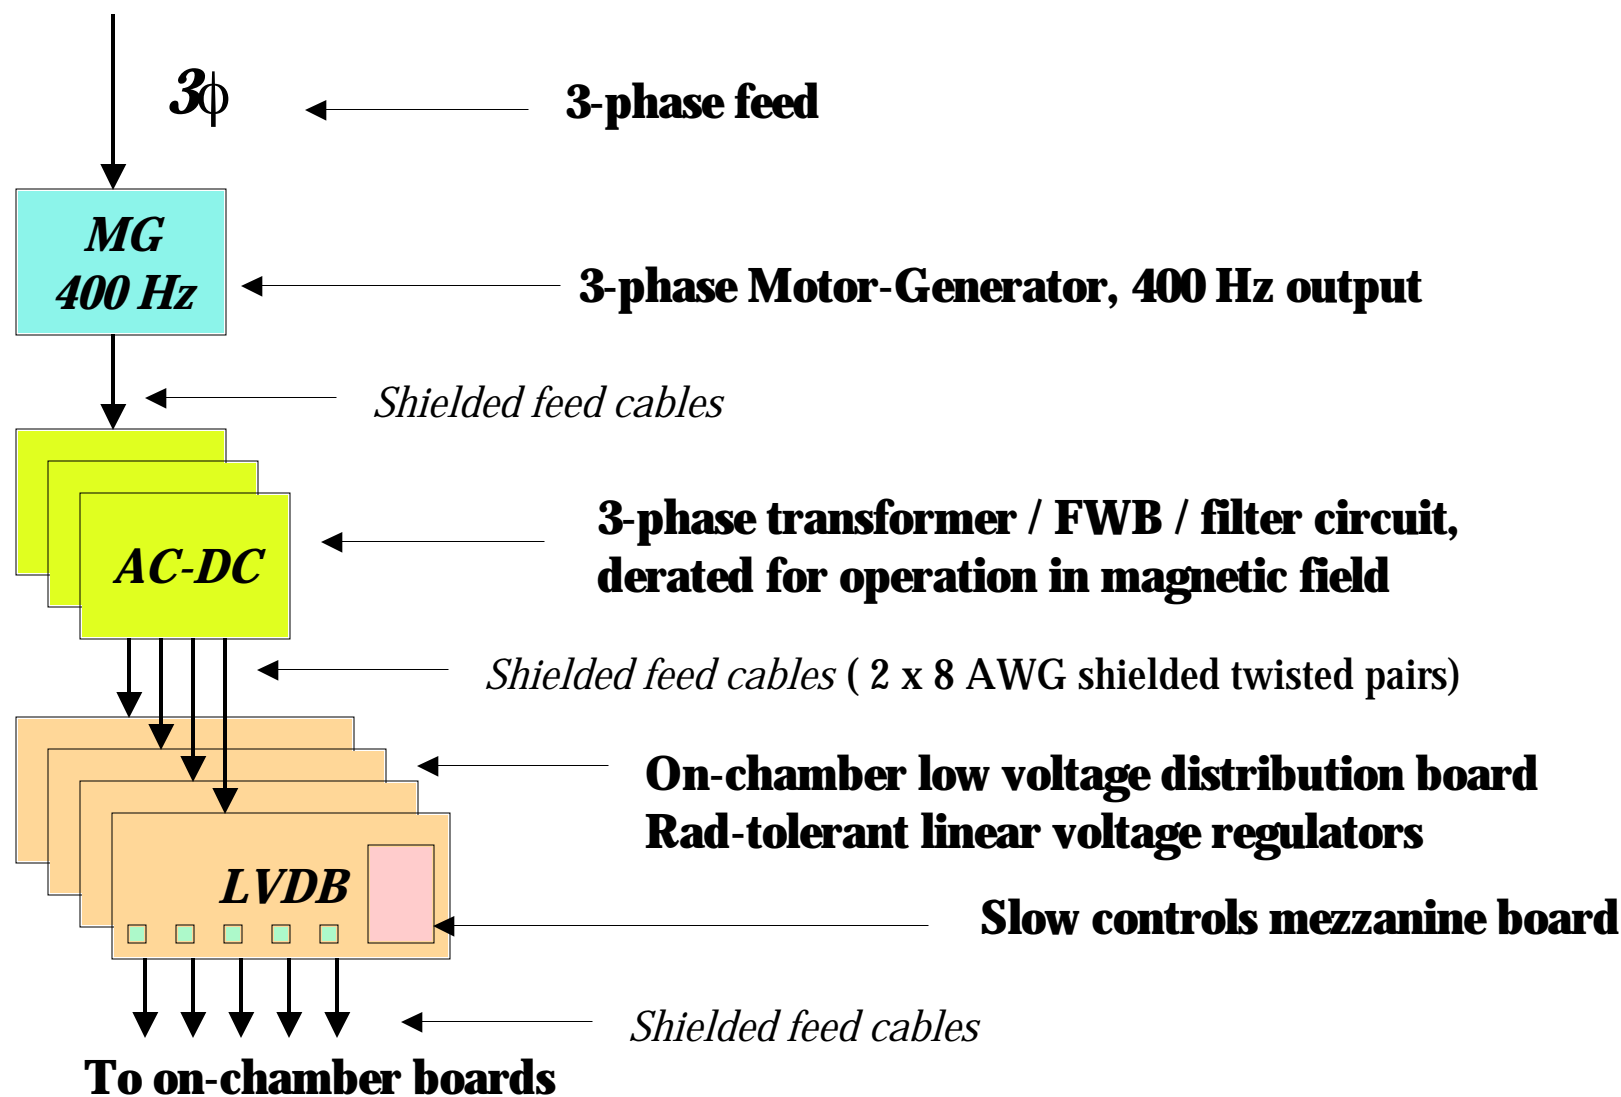 3ϕ
3-phase feed
MG
400 Hz
3-phase Motor-Generator, 400 Hz output
Shielded feed cables
AC-DC
3-phase transformer / FWB / filter circuit,
derated for operation in magnetic field
Shielded feed cables ( 2 x 8 AWG shielded twisted pairs)
On-chamber low voltage distribution board
Rad-tolerant linear voltage regulators
LVDB
Slow controls mezzanine board
Shielded feed cables
To on-chamber boards